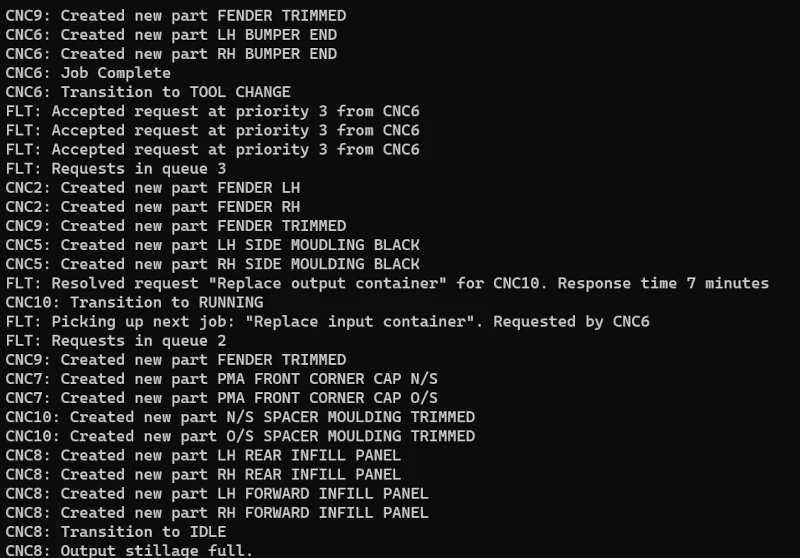 CNC9: Created new part FENDER TRIMMED
CNC6: Created new part LH BUMPER END
CNC6: Created new part RH BUMPER END
CNC6: Job Complete
CNC6: Transition to TOOL CHANGE
FLT: Accepted request at priority 3 from CNC6
FLT: Accepted request at priority 3 from CNC6
FLT: Accepted request at priority 3 from CNC6
FLT: Requests in queue 3
CNC2: Created new part FENDER LH
CNC2: Created new part FENDER RH
CNC9: Created new part FENDER TRIMMED
CNC5: Created new part LH SIDE MOUDLING BLACK
CNC5: Created new part RH SIDE MOULDING BLACK
FLT: Resolved request "Replace output container" for CNC10. Response time 7 minutes
CNC10: Transition to RUNNING
FLT: Picking up next job: "Replace input container". Requested by CNC6
FLT: Requests in queue 2
CNC9: Created new part FENDER TRIMMED
CNC7: Created new part PMA FRONT CORNER CAP N/S
CNC7: Created new part PMA FRONT CORNER CAP O/S
CNC10: Created new part N/S SPACER MOULDING TRIMMED
CNC10: Created new part O/S SPACER MOULDING TRIMMED
CNC8: Created new part LH REAR INFILL PANEL
CNC8: Created new part RH REAR INFILL PANEL
CNC8: Created new part LH FORWARD INFILL PANEL
CNC8: Created new part RH FORWARD INFILL PANEL
CNC8: Transition to IDLE
CNC8: Output stillage full.